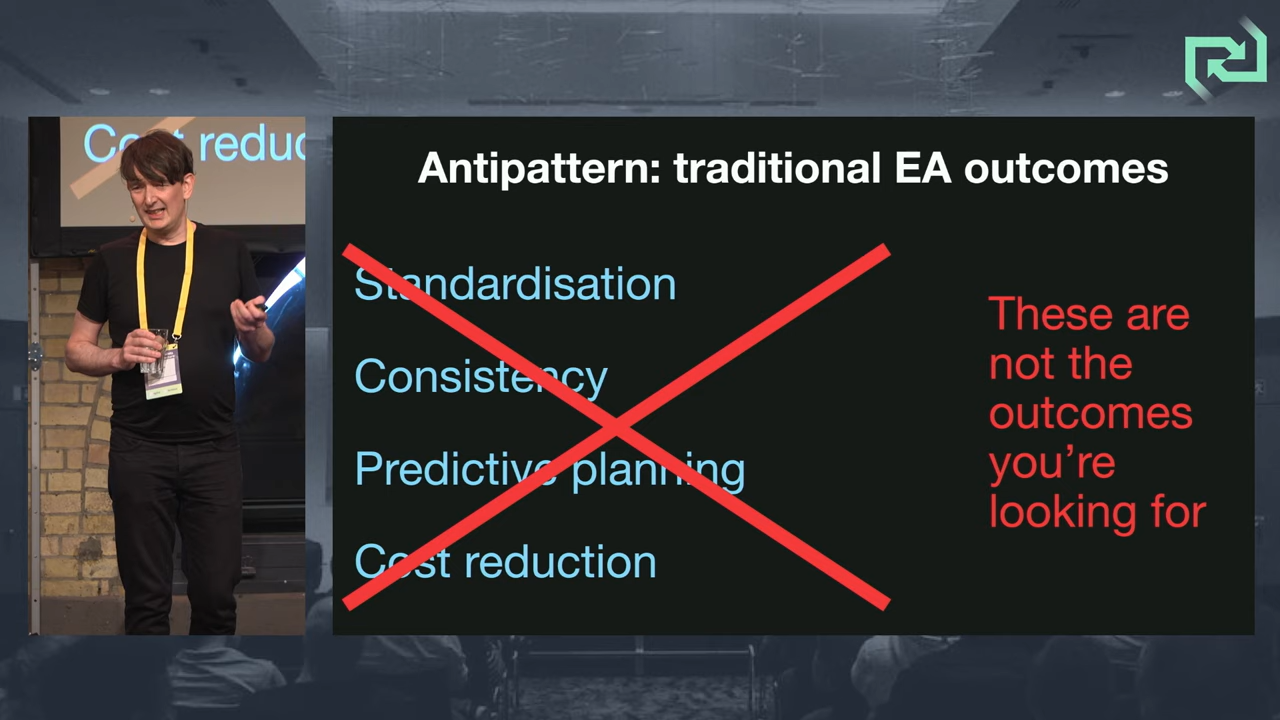 Cost reduc
Antipattern: traditional EA outcomes
Standardisation
Consistency
Predictive planning
Cost reduction
These are
not the
outcomes
you're
looking for